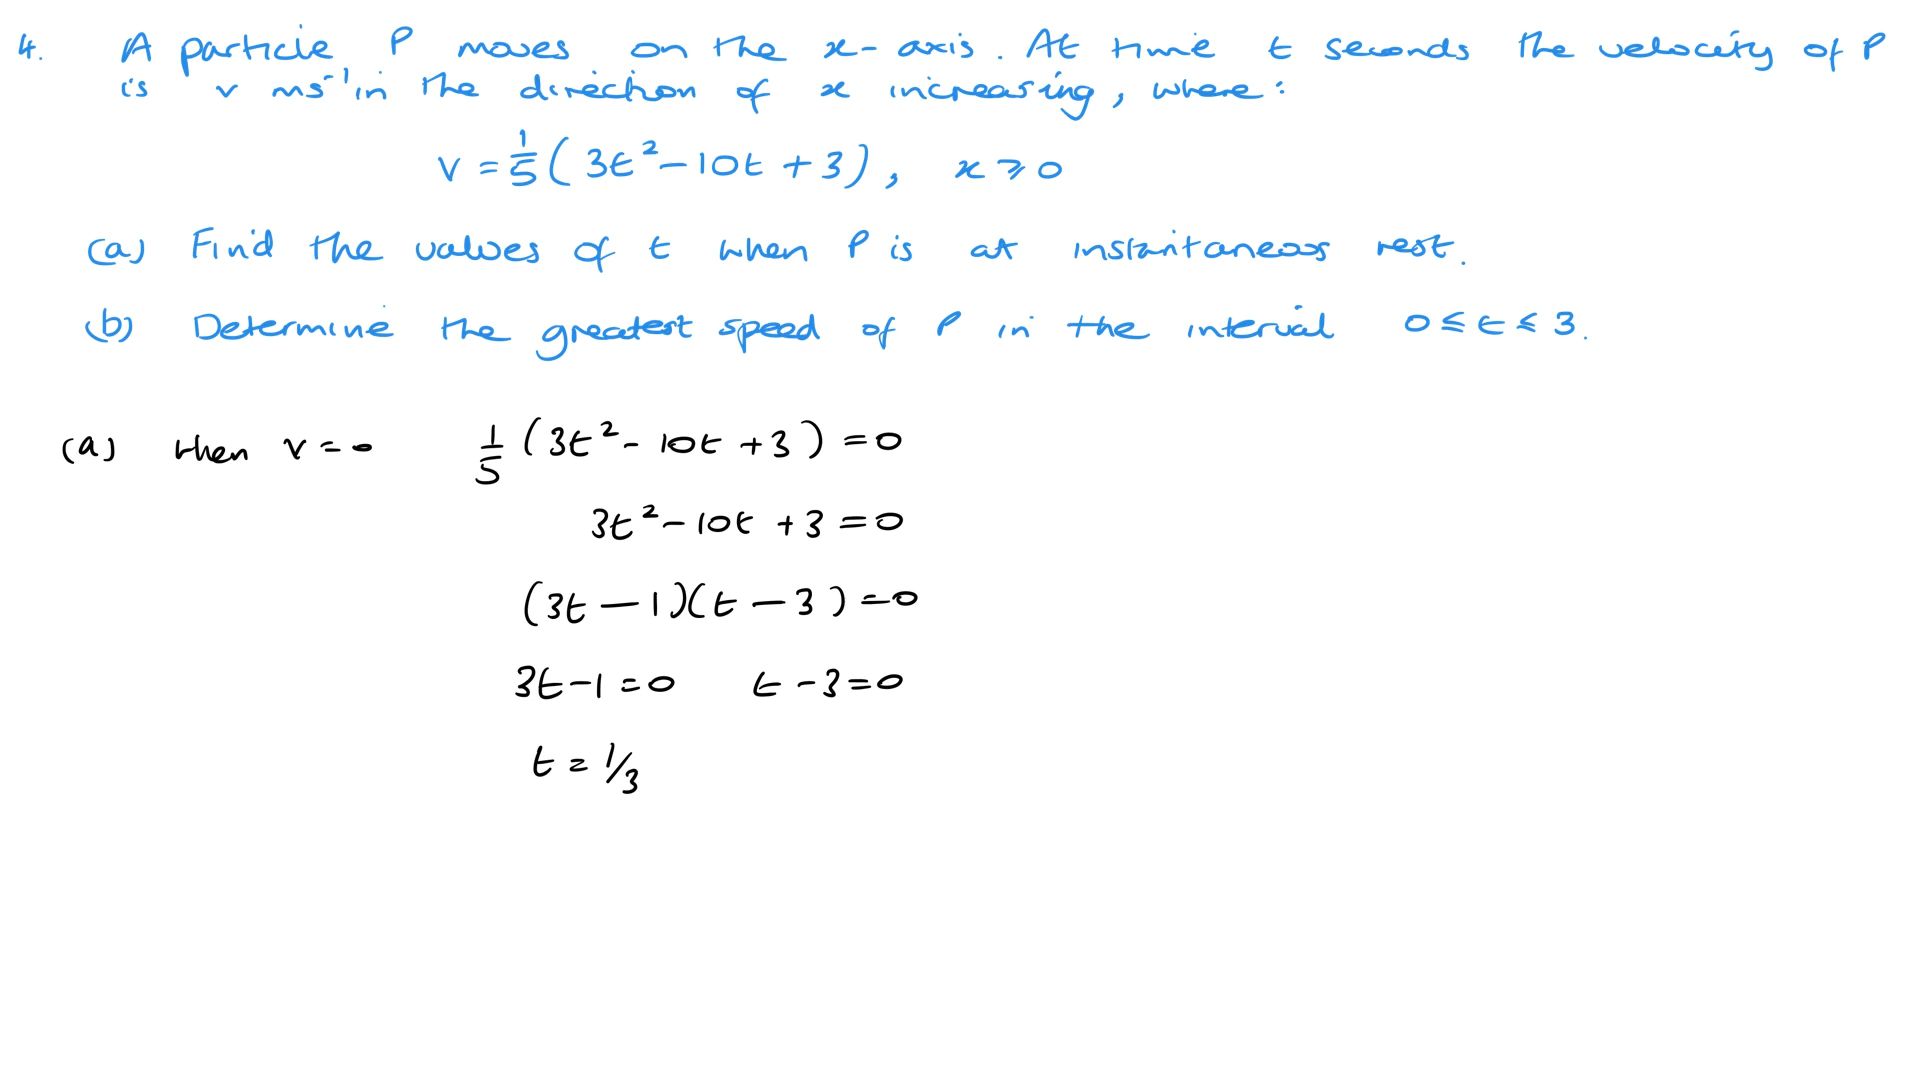 4. A particle P moves on the x-axis. At time t seconds the velocity of P
is v ms⁻¹ in the direction of x increasing, where:
v = 1/5 (3t² - 10t + 3), x ⩾ 0
(a) Find the values of t when P is at instantaneous rest.
(b) Determine the greatest speed of P in the interval 0 ≤ t ≤ 3.
(a) when v = 0 1/5 (3t² - 10t + 3) = 0
3t² - 10t + 3 = 0
(3t - 1)(t - 3) = 0
3t - 1 = 0 t - 3 = 0
t = 1/3